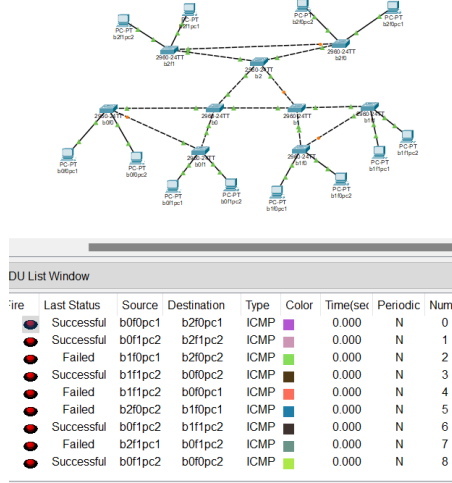 PC-PT
b2f1pc2
PC-PT
b2f1pc1
PC-PT
b2f0pc2
PC-PT
b2f0pc1
2960-24TT
b2f1
2960-24TT
b2f0
2960-24TT
b2
2960-24TT
b0f0
2960-24TT
b0
2960-24TT
b1
2960-24TT
2960-24TT
b0f1
2960-24TT
b1f0
PC-PT
b0f0pc1
PC-PT
b0f0pc2
PC-PT
b0f1pc1
PC-PT
b0f1pc2
PC-PT
b1f0pc1
PC-PT
b1f0pc2
PC-PT
b1f1pc1
PC-PT
b1f1pc2
DU List Window
Fire Last Status Source Destination Type Color Time(sec Periodic Num
Successful b0f0pc1 b2f0pc1 ICMP 0.000 N 0
Successful b0f1pc2 b2f1pc2 ICMP 0.000 N 1
Failed b1f0pc1 b2f0pc2 ICMP 0.000 N 2
Successful b1f1pc2 b0f0pc2 ICMP 0.000 N 3
Failed b1f1pc2 b0f0pc1 ICMP 0.000 N 4
Failed b2f0pc2 b1f0pc1 ICMP 0.000 N 5
Successful b0f1pc2 b1f1pc2 ICMP 0.000 N 6
Failed b2f1pc1 b0f1pc2 ICMP 0.000 N 7
Successful b0f1pc2 b0f0pc2 ICMP 0.000 N 8